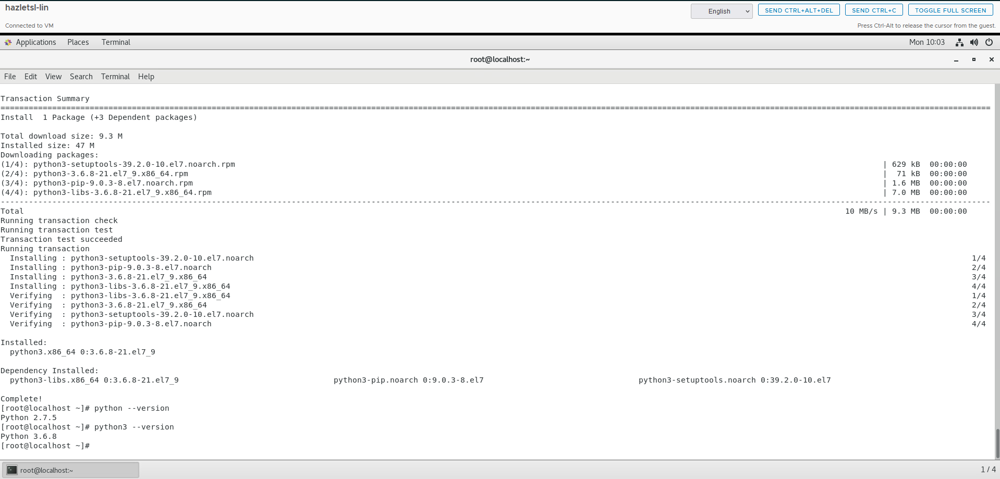 hazletsl-lin
English
SEND CTRL+ALT+DEL
SEND CTRL+C
TOGGLE FULL SCREEN
Connected to VM
Press Ctrl-Alt to release the cursor from the guest.
Applications Places Terminal
Mon 10:03
root@localhost:~
File Edit View Search Terminal Help
Transaction Summary
================================================================================
Install  1 Package (+3 Dependent packages)
Total download size: 9.3 M
Installed size: 47 M
Downloading packages:
(1/4): python3-setuptools-39.2.0-10.el7.noarch.rpm | 629 kB  00:00:00
(2/4): python3-3.6.8-21.el7_9.x86_64.rpm |  71 kB  00:00:00
(3/4): python3-pip-9.0.3-8.el7.noarch.rpm | 1.6 MB  00:00:00
(4/4): python3-libs-3.6.8-21.el7_9.x86_64.rpm | 7.0 MB  00:00:00
--------------------------------------------------------------------------------
Total 10 MB/s | 9.3 MB  00:00:00
Running transaction check
Running transaction test
Transaction test succeeded
Running transaction
  Installing : python3-setuptools-39.2.0-10.el7.noarch 1/4
  Installing : python3-pip-9.0.3-8.el7.noarch 2/4
  Installing : python3-3.6.8-21.el7_9.x86_64 3/4
  Installing : python3-libs-3.6.8-21.el7_9.x86_64 4/4
  Verifying  : python3-libs-3.6.8-21.el7_9.x86_64 1/4
  Verifying  : python3-3.6.8-21.el7_9.x86_64 2/4
  Verifying  : python3-setuptools-39.2.0-10.el7.noarch 3/4
  Verifying  : python3-pip-9.0.3-8.el7.noarch 4/4
Installed:
  python3.x86_64 0:3.6.8-21.el7_9
Dependency Installed:
  python3-libs.x86_64 0:3.6.8-21.el7_9 python3-pip.noarch 0:9.0.3-8.el7 python3-setuptools.noarch 0:39.2.0-10.el7
Complete!
[root@localhost ~]# python --version
Python 2.7.5
[root@localhost ~]# python3 --version
Python 3.6.8
[root@localhost ~]#
root@localhost:~
1 / 4